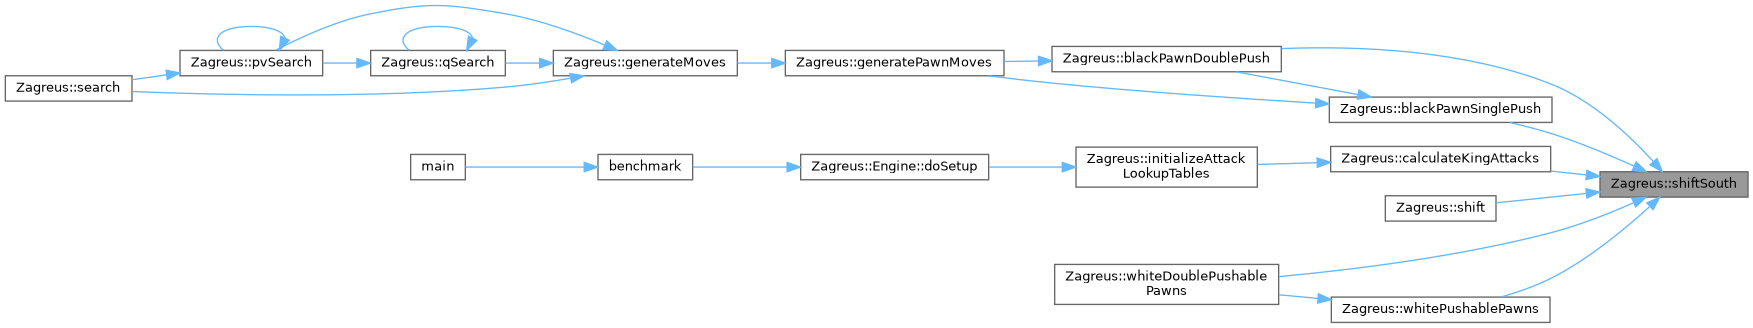 Zagreus::search
Zagreus::pvSearch
Zagreus::qSearch
Zagreus::generateMoves
Zagreus::generatePawnMoves
Zagreus::blackPawnDoublePush
Zagreus::blackPawnSinglePush
main
benchmark
Zagreus::Engine::doSetup
Zagreus::initializeAttack
LookupTables
Zagreus::calculateKingAttacks
Zagreus::shiftSouth
Zagreus::shift
Zagreus::whiteDoublePushable
Pawns
Zagreus::whitePushablePawns